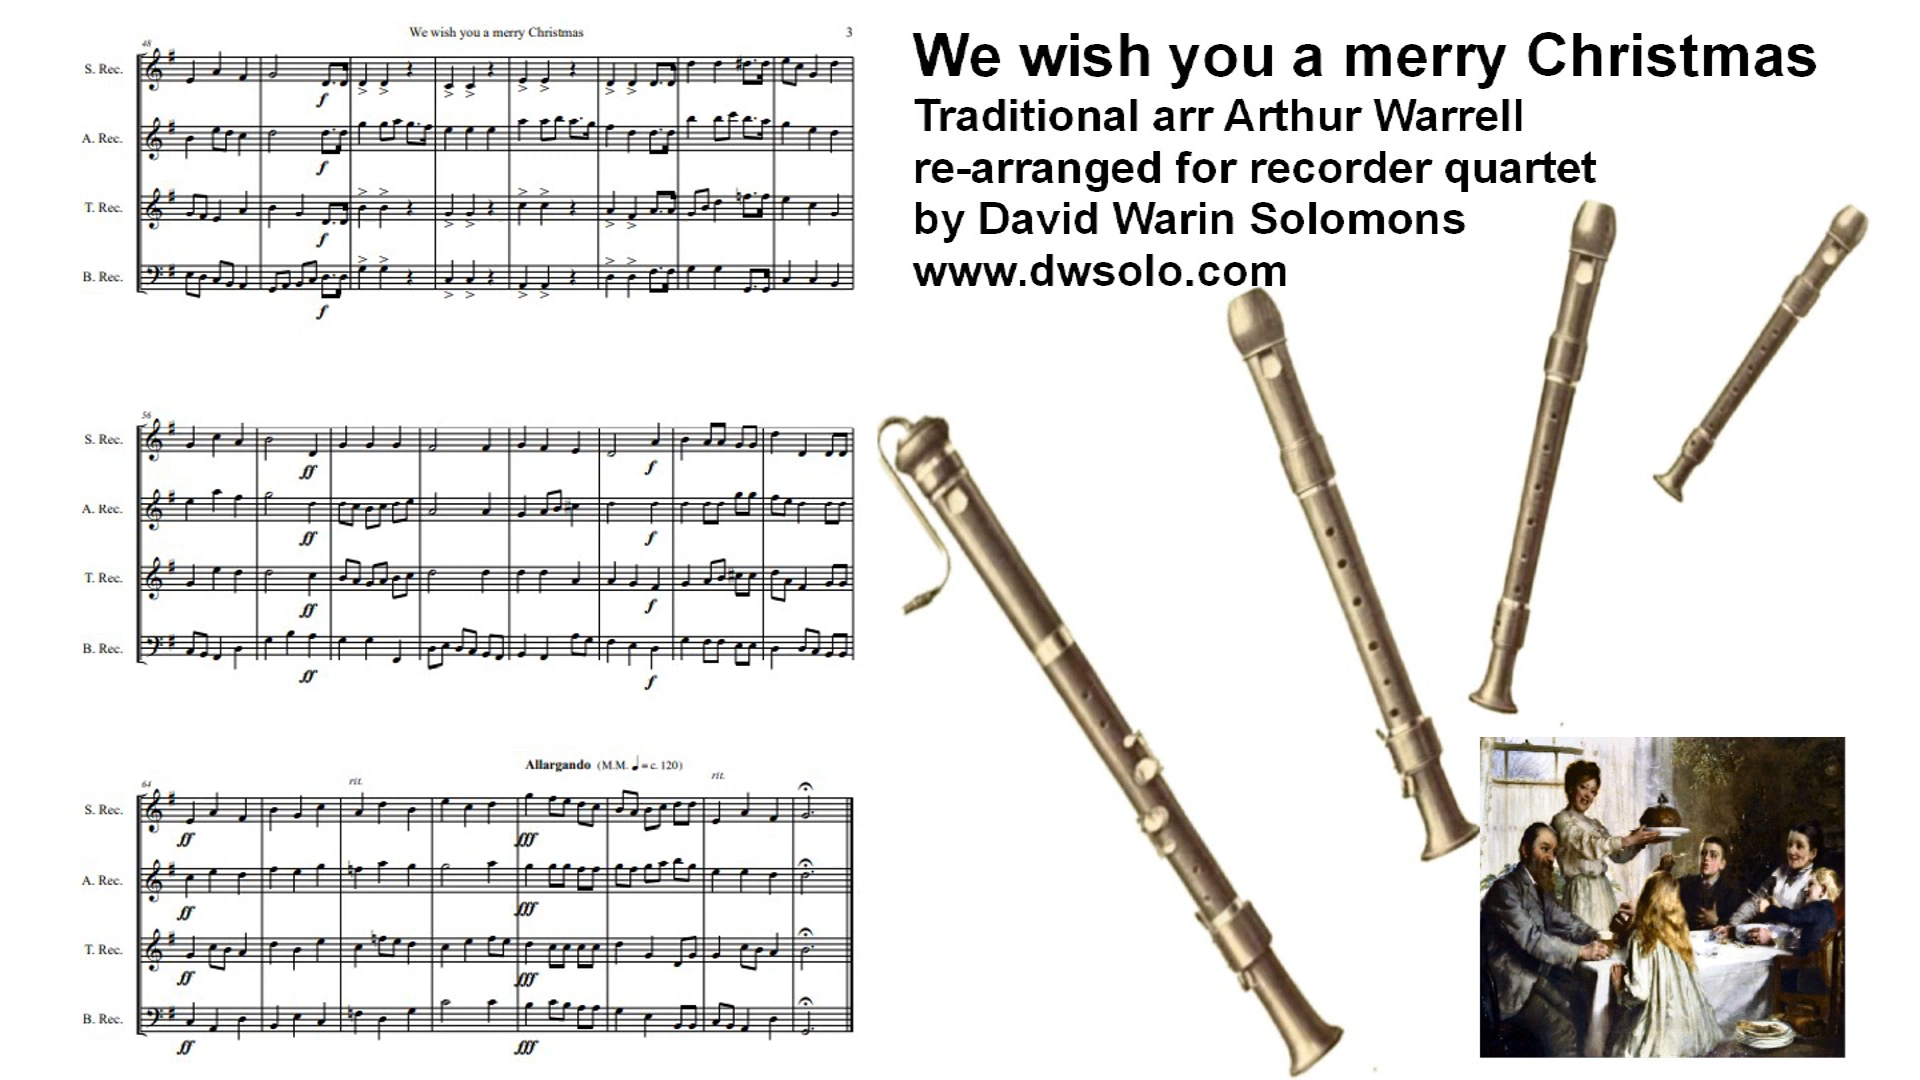 We wish you a merry Christmas
3
48
S. Rec.
f
A. Rec.
f
T. Rec.
f
B. Rec.
f
56
S. Rec.
ff f
A. Rec.
ff f
T. Rec.
ff f
B. Rec.
ff f
Allargando (M.M. ♩ = c. 120)
64
rit. rit.
S. Rec.
ff fff
A. Rec.
ff fff
T. Rec.
ff fff
B. Rec.
ff fff
We wish you a merry Christmas
Traditional arr Arthur Warrell
re-arranged for recorder quartet
by David Warin Solomons
www.dwsolo.com